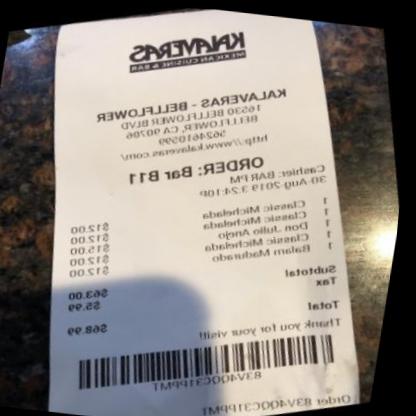 KALAVERAS
MEXICAN CUISINE & BAR
KALAVERAS - BELLFLOWER
16530 BELLFLOWER BLVD
BELLFLOWER, CA 90706
5624610599
http://www.kalaveras.com/
ORDER: Bar B11
Cashier: BAR PM
30-Aug-2019 3:24:10P
1 Classic Michelada $12.00
1 Classic Michelada $12.00
1 Don Julio Anejo $15.00
1 Classic Michelada $12.00
1 Balam Madurado $12.00
Subtotal $63.00
Tax $5.99
Total $68.99
Thank you for your visit!
83V4Q0C31PPMT
Order 83V4Q0C31PPMT